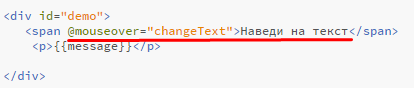 <div id="demo">
<span @mouseover="changeText">Наведи на текст</span>
<p>{{message}}</p>
</div>